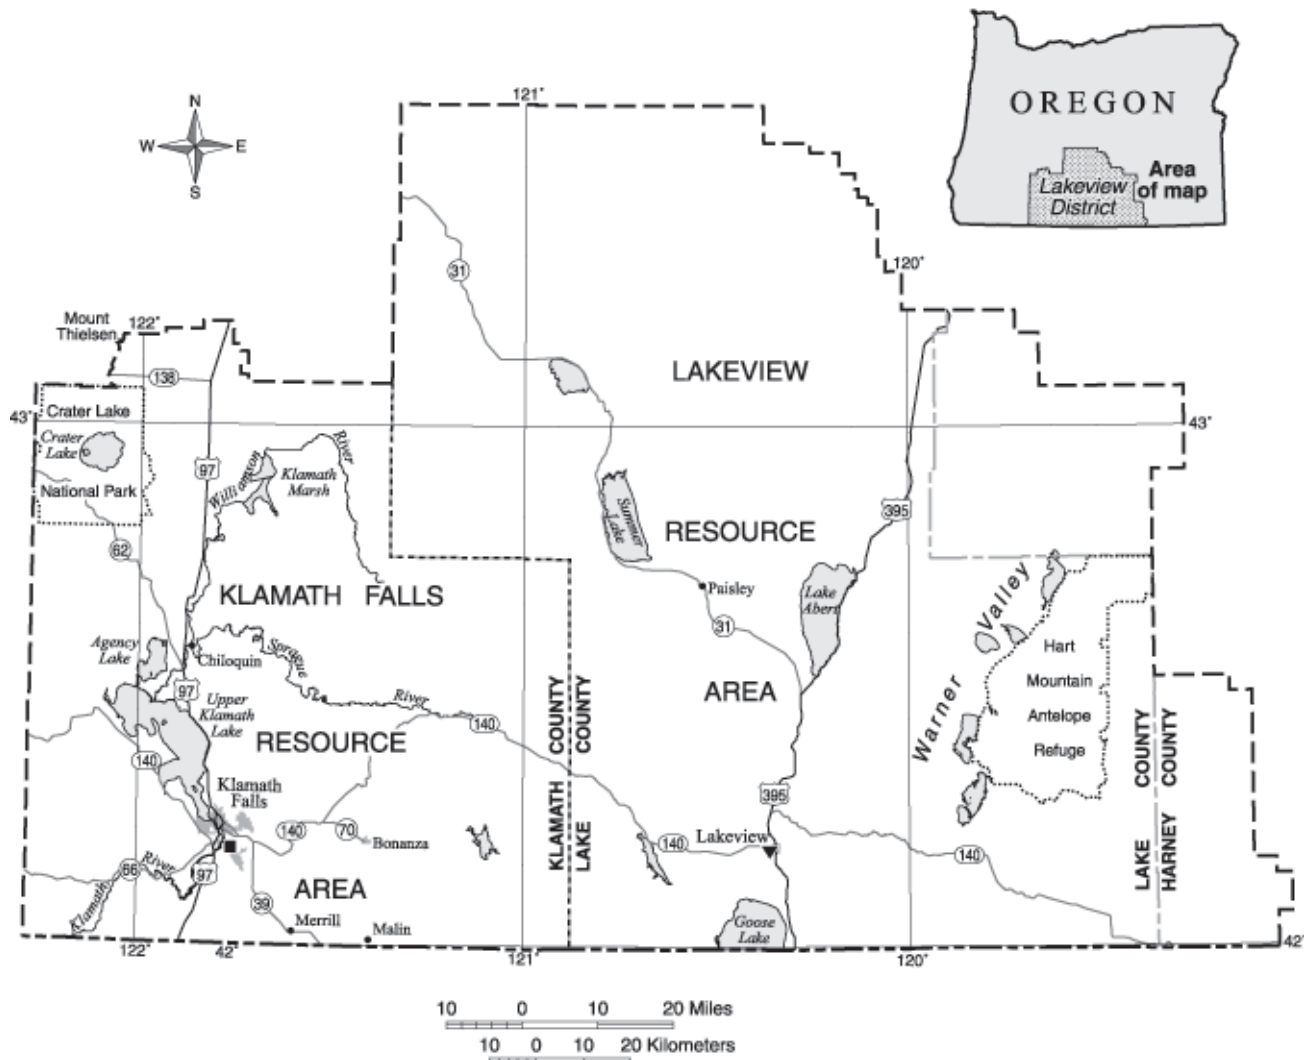 N
W E
S
OREGON
Area
of map
Lakeview
District
121°
120°
122°
Mount
Thielsen
138
31
43°
43°
Crater Lake
Crater
Lake
National Park
97
Williamson
River
Klamath
Marsh
62
LAKEVIEW
RESOURCE
AREA
Summer
Lake
395
Paisley
31
Lake
Abert
KLAMATH FALLS
RESOURCE
AREA
Agency
Lake
Chiloquin
Sprague
River
97
Upper
Klamath
Lake
140
140
Klamath
Falls
140
70
Bonanza
66
River
Klamath
97
39
Merrill
Malin
KLAMATH COUNTY
LAKE COUNTY
395
Lakeview
140
140
Goose
Lake
Warner Valley
Hart
Mountain
Antelope
Refuge
LAKE COUNTY
HARNEY COUNTY
122°
42°
121°
120°
42°
10 0 10 20 Miles
10 0 10 20 Kilometers